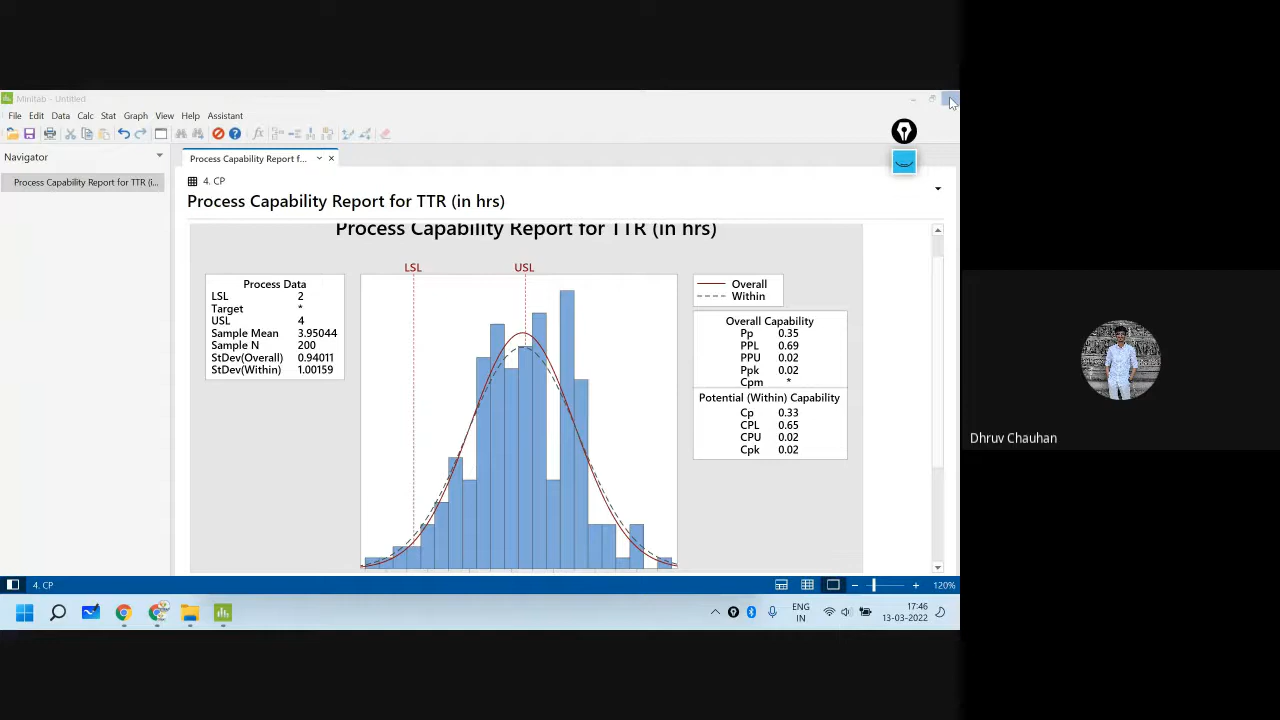 Minitab - Untitled
File Edit Data Calc Stat Graph View Help Assistant
Navigator
Process Capability Report f...
Process Capability Report for TTR (i...
4. CP
Process Capability Report for TTR (in hrs)
Process Capability Report for TTR (in hrs)
LSL USL
Process Data
LSL 2
Target *
USL 4
Sample Mean 3.95044
Sample N 200
StDev(Overall) 0.94011
StDev(Within) 1.00159
Overall
Within
Overall Capability
Pp 0.35
PPL 0.69
PPU 0.02
Ppk 0.02
Cpm *
Potential (Within) Capability
Cp 0.33
CPL 0.65
CPU 0.02
Cpk 0.02
Dhruv Chauhan
4. CP
120%
ENG
IN
17:46
13-03-2022